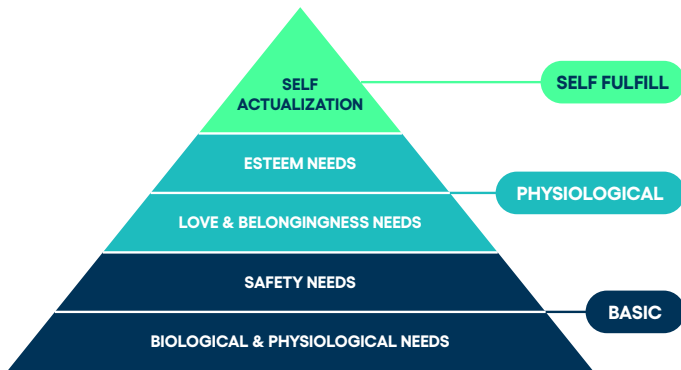 SELF
ACTUALIZATION
SELF FULFILL
ESTEEM NEEDS
PHYSIOLOGICAL
LOVE & BELONGINGNESS NEEDS
SAFETY NEEDS
BASIC
BIOLOGICAL & PHYSIOLOGICAL NEEDS